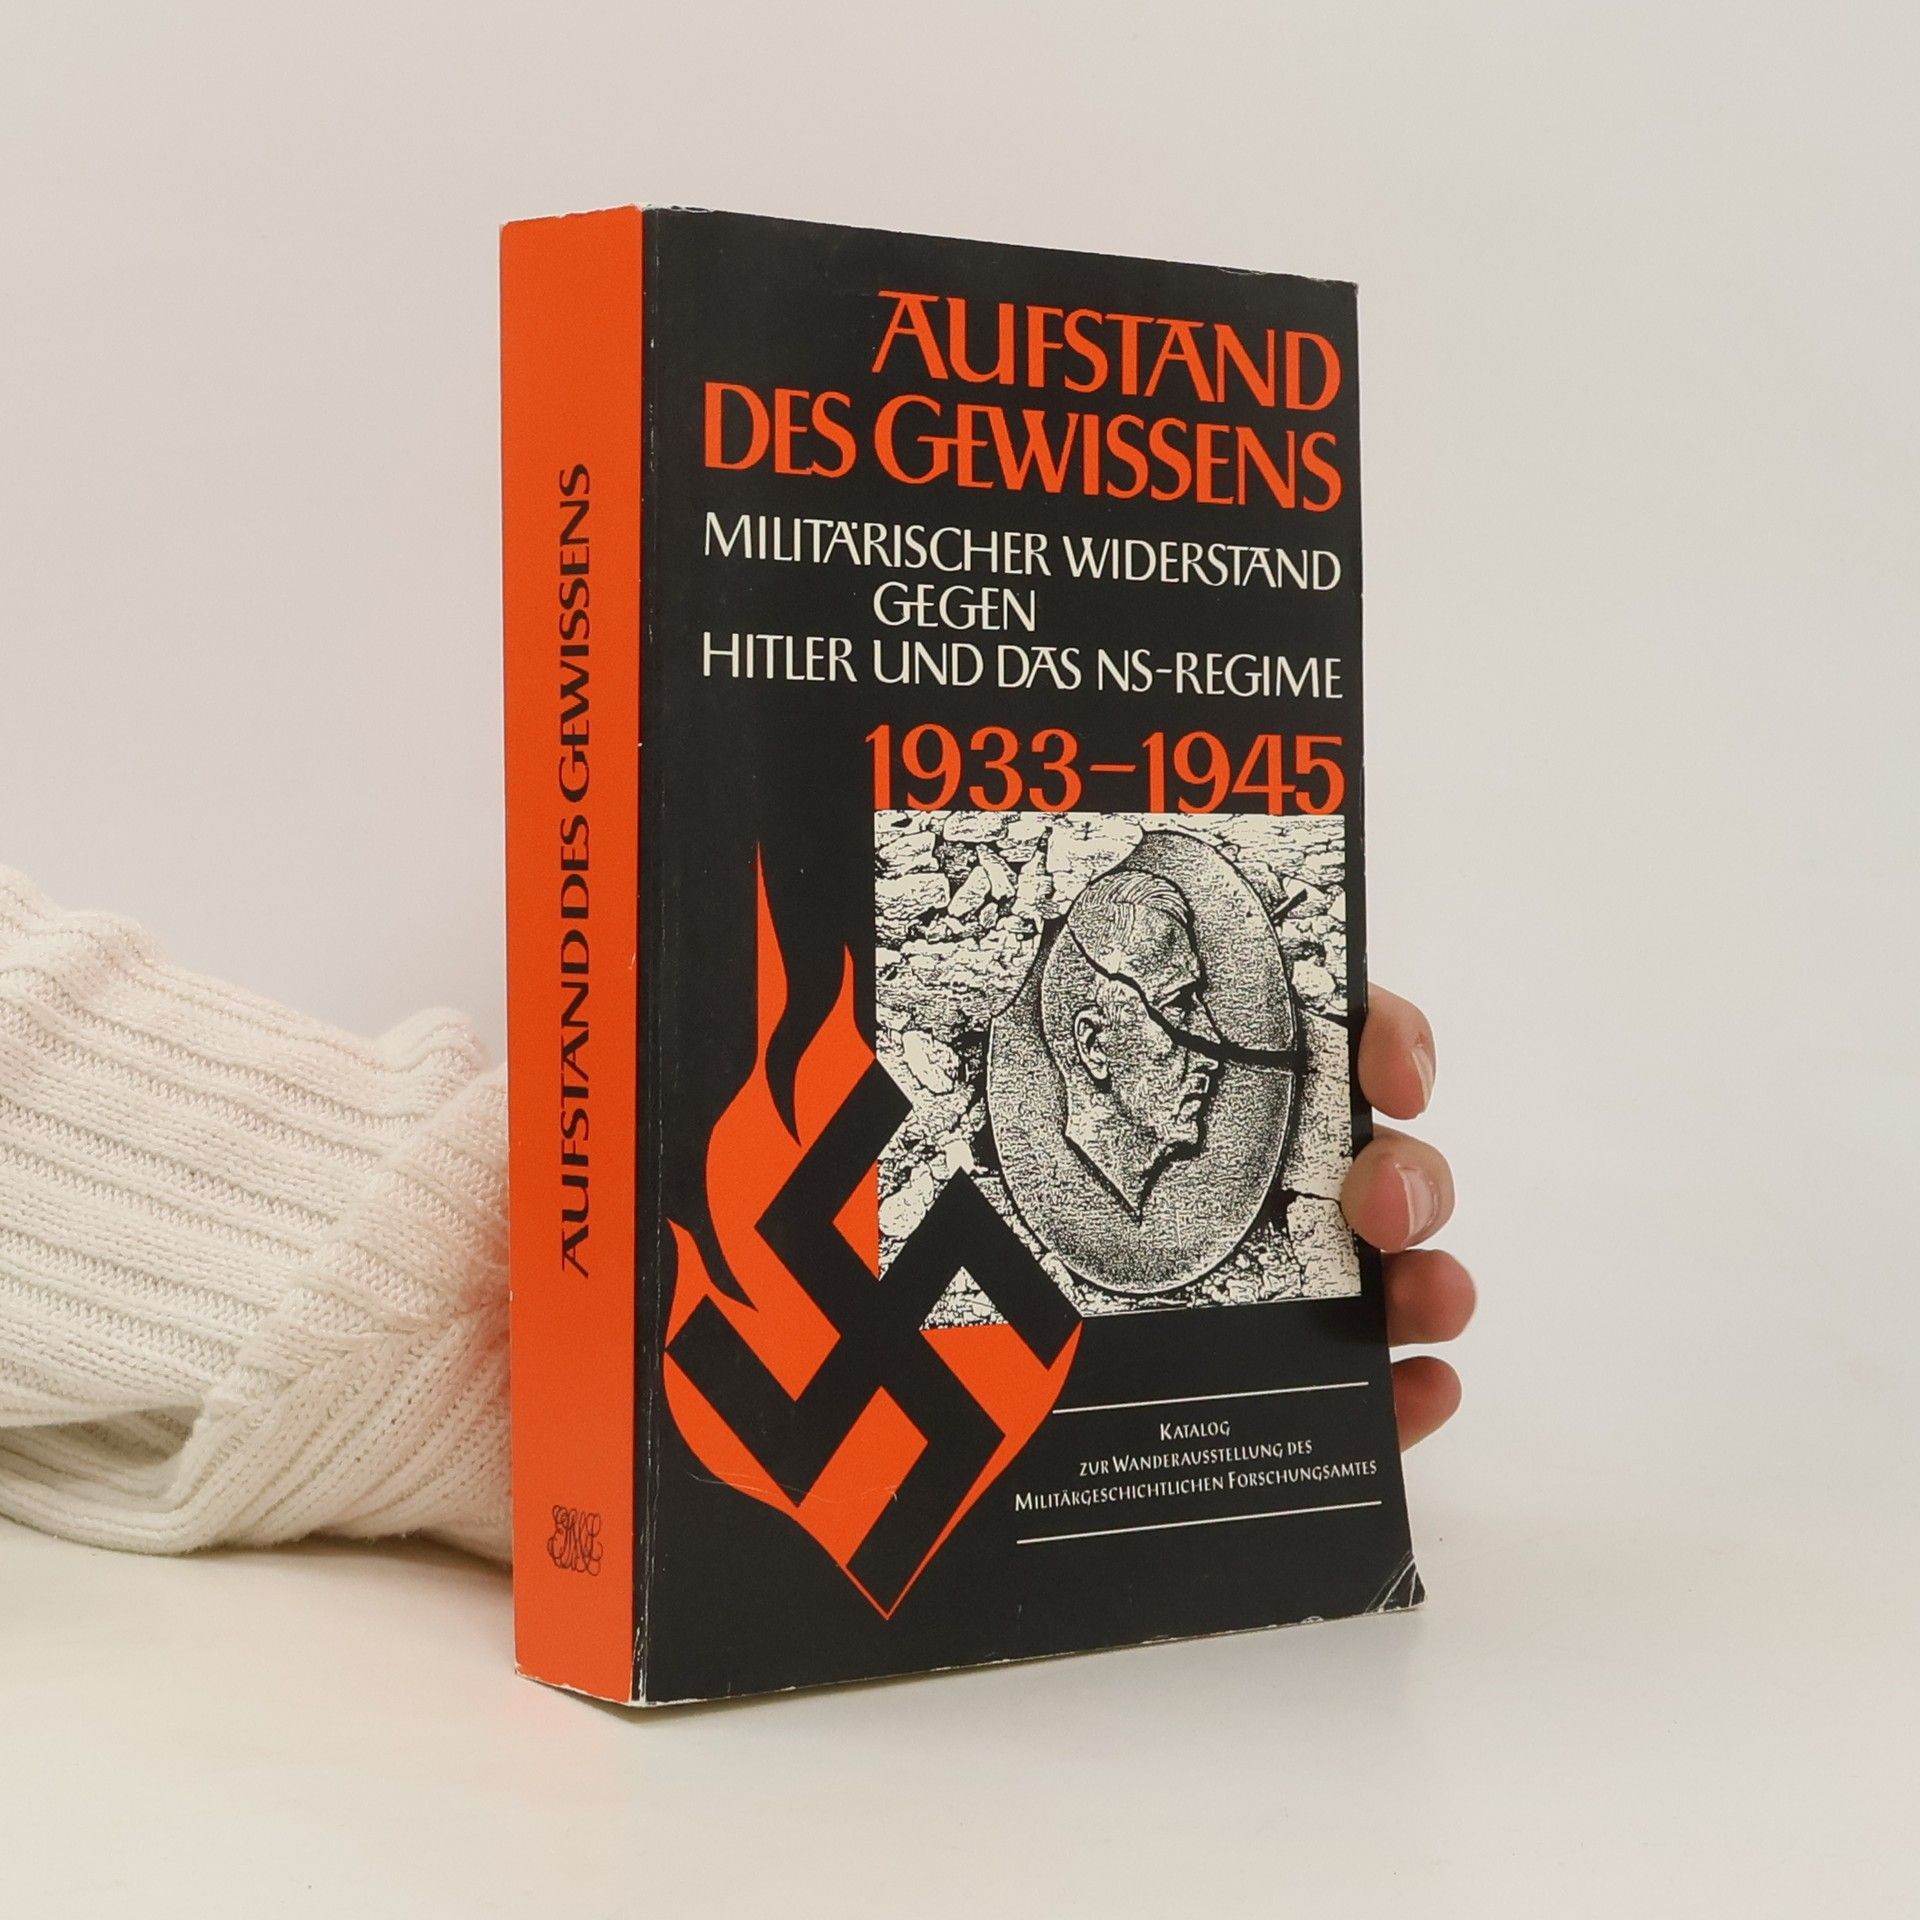 AUFSTAND
DES GEWISSENS
MILITÄRISCHER WIDERSTAND
GEGEN
HITLER UND DAS NS-REGIME
1933-1945
KATALOG
ZUR WANDERAUSSTELLUNG DES
MILITÄRGESCHICHTLICHEN FORSCHUNGSAMTES
AUFSTAND DES GEWISSENS